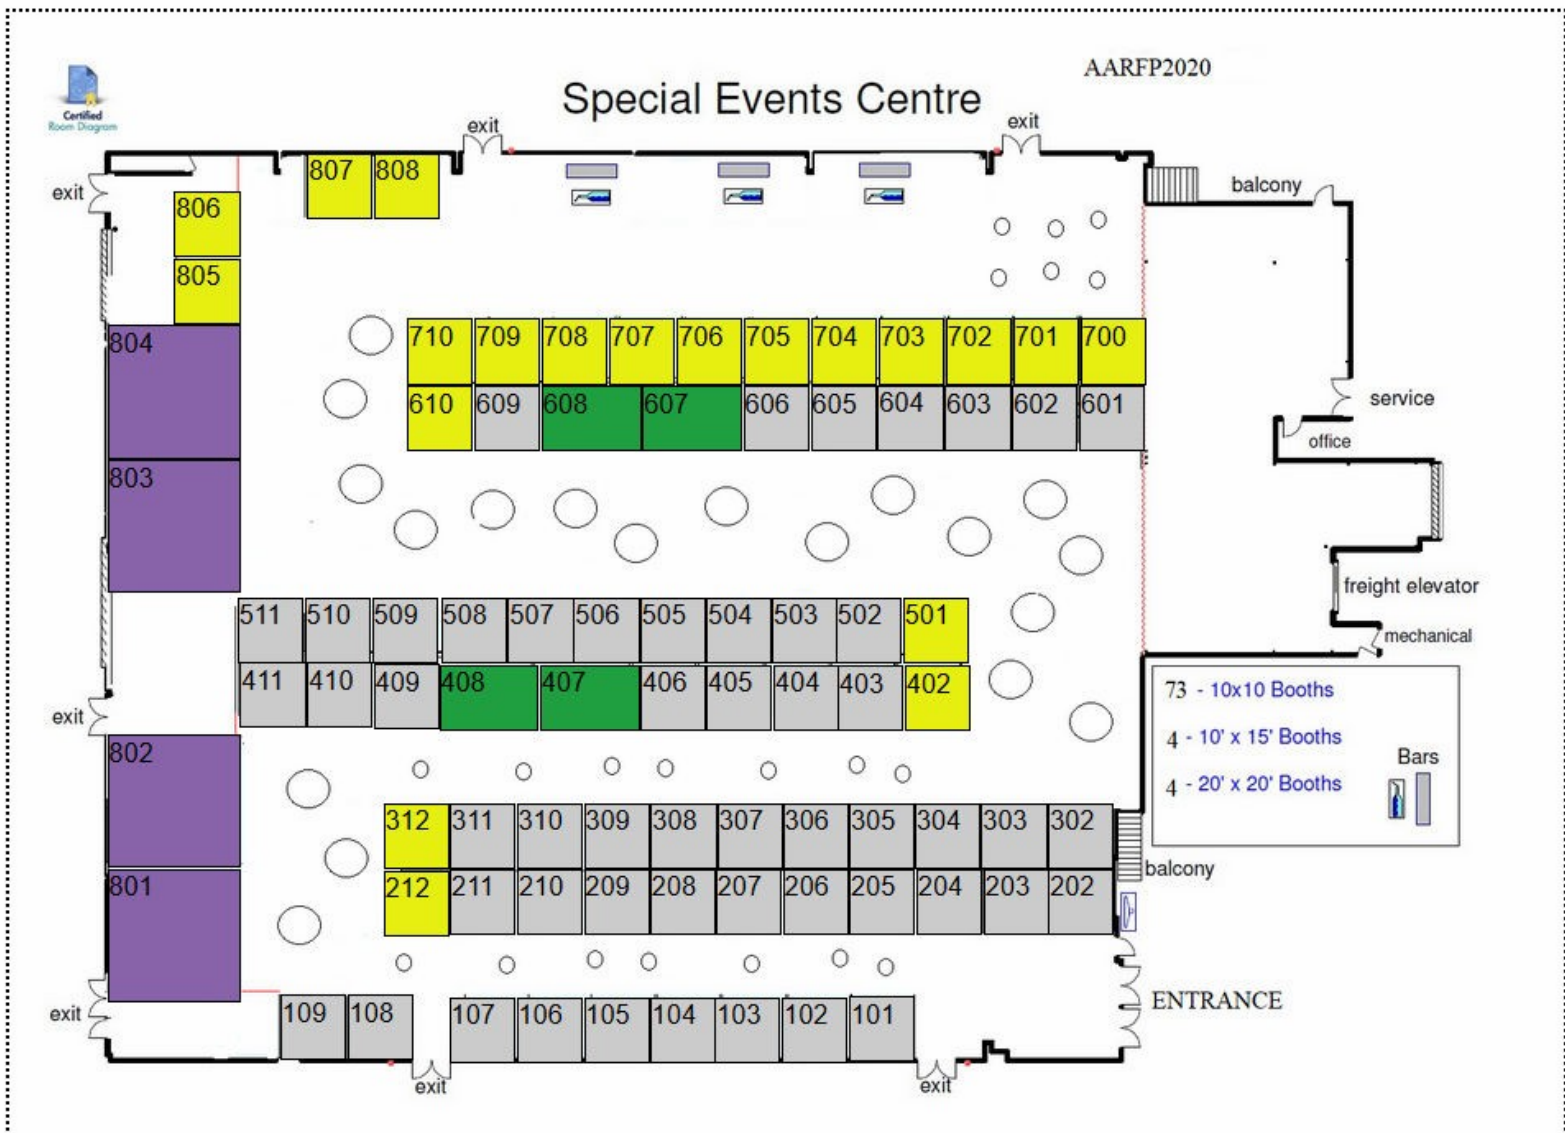 AARFP2020
Special Events Centre
Certified
Room Diagram
exit
exit
exit
807 808
balcony
806
805
804
710 709 708 707 706 705 704 703 702 701 700
610 609 608 607 606 605 604 603 602 601
service
office
803
freight elevator
mechanical
511 510 509 508 507 506 505 504 503 502 501
411 410 409 408 407 406 405 404 403 402
exit
73 - 10x10 Booths
4 - 10' x 15' Booths
4 - 20' x 20' Booths
Bars
802
312 311 310 309 308 307 306 305 304 303 302
balcony
801
212 211 210 209 208 207 206 205 204 203 202
ENTRANCE
exit
109 108 107 106 105 104 103 102 101
exit
exit